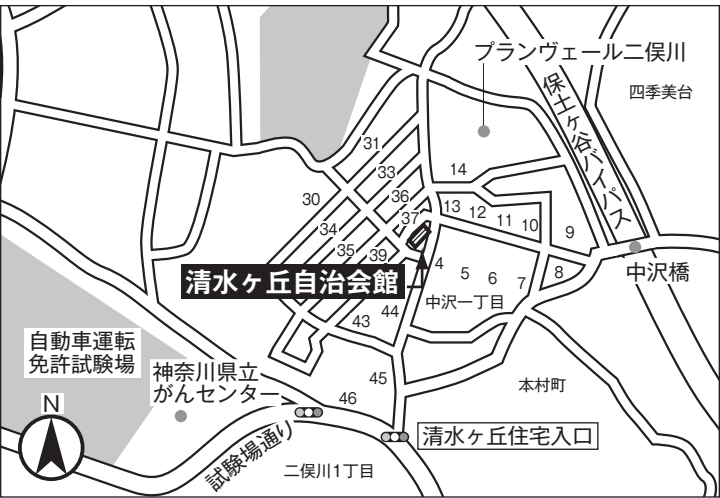 プランヴェール二俣川
四季美台
保土ヶ谷バイパス
31
33
14
30
36
37
13
12
11
10
9
34
35
39
4
5
6
7
8
中沢橋
清水ヶ丘自治会館
中沢一丁目
44
43
自動車運転
免許試験場
神奈川県立
がんセンター
45
46
本村町
N
試験場通り
清水ヶ丘住宅入口
二俣川1丁目